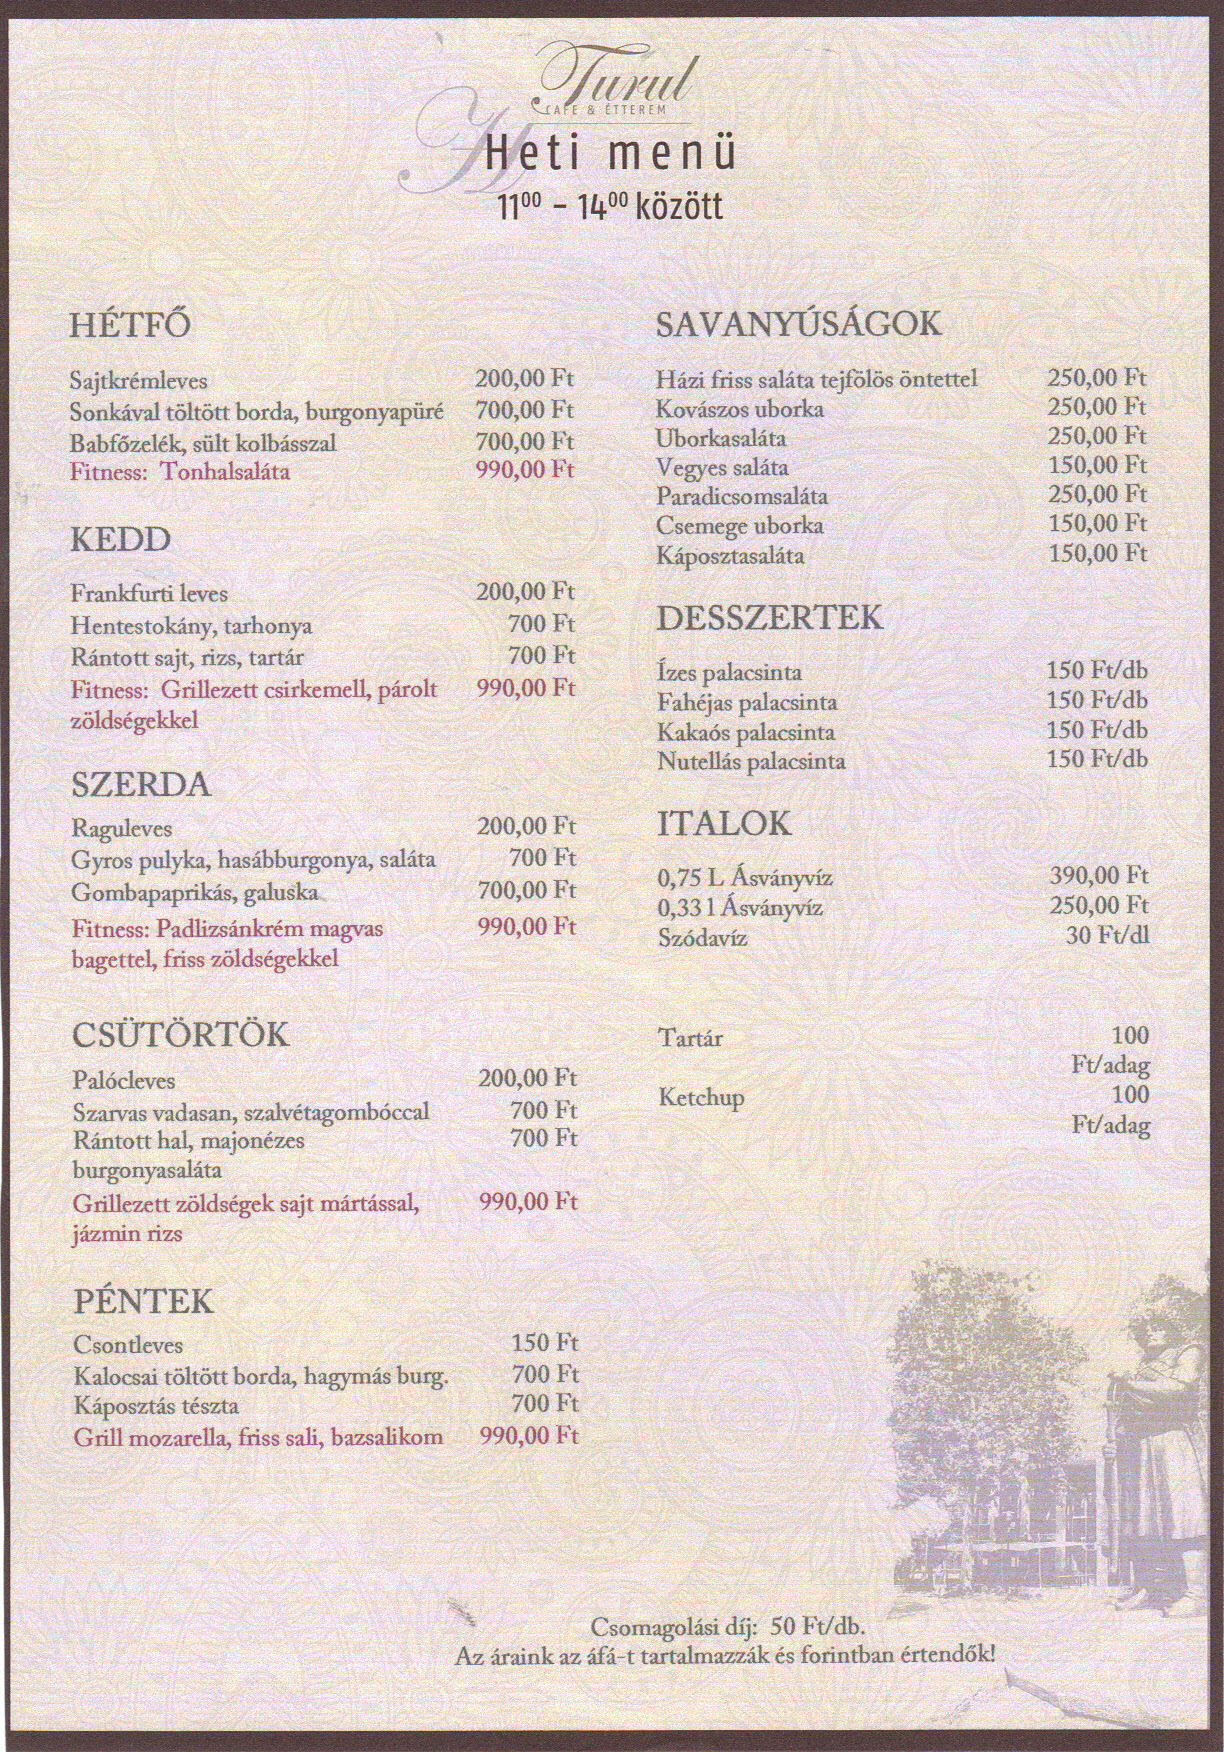 Turul
CAFE & ÉTTEREM
Heti menü
11⁰⁰ – 14⁰⁰ között
HÉTFŐ
Sajtkrémleves 200,00 Ft
Sonkával töltött borda, burgonyapüré 700,00 Ft
Babfőzelék, sült kolbásszal 700,00 Ft
Fitness: Tonhalsaláta 990,00 Ft
KEDD
Frankfurti leves 200,00 Ft
Hentestokány, tarhonya 700 Ft
Rántott sajt, rizs, tartár 700 Ft
Fitness: Grillezett csirkemell, párolt 990,00 Ft
zöldségekkel
SZERDA
Raguleves 200,00 Ft
Gyros pulyka, hasábburgonya, saláta 700 Ft
Gombapaprikás, galuska 700,00 Ft
Fitness: Padlizsánkrém magvas 990,00 Ft
bagettel, friss zöldségekkel
CSÜTÖRTÖK
Palócleves 200,00 Ft
Szarvas vadasan, szalvétagombóccal 700 Ft
Rántott hal, majonézes 700 Ft
burgonyasaláta
Grillezett zöldségek sajt mártással, 990,00 Ft
jázmin rizs
PÉNTEK
Csontleves 150 Ft
Kalocsai töltött borda, hagymás burg. 700 Ft
Káposztás tészta 700 Ft
Grill mozarella, friss sali, bazsalikom 990,00 Ft
SAVANYÚSÁGOK
Házi friss saláta tejfölös öntettel 250,00 Ft
Kovászos uborka 250,00 Ft
Uborkasaláta 250,00 Ft
Vegyes saláta 150,00 Ft
Paradicsomsaláta 250,00 Ft
Csemege uborka 150,00 Ft
Káposztasaláta 150,00 Ft
DESSZERTEK
Ízes palacsinta 150 Ft/db
Fahéjas palacsinta 150 Ft/db
Kakaós palacsinta 150 Ft/db
Nutellás palacsinta 150 Ft/db
ITALOK
0,75 L Ásványvíz 390,00 Ft
0,33 l Ásványvíz 250,00 Ft
Szódavíz 30 Ft/dl
Tartár 100
Ft/adag
Ketchup 100
Ft/adag
Csomagolási díj: 50 Ft/db.
Az áraink az áfá-t tartalmazzák és forintban értendők!